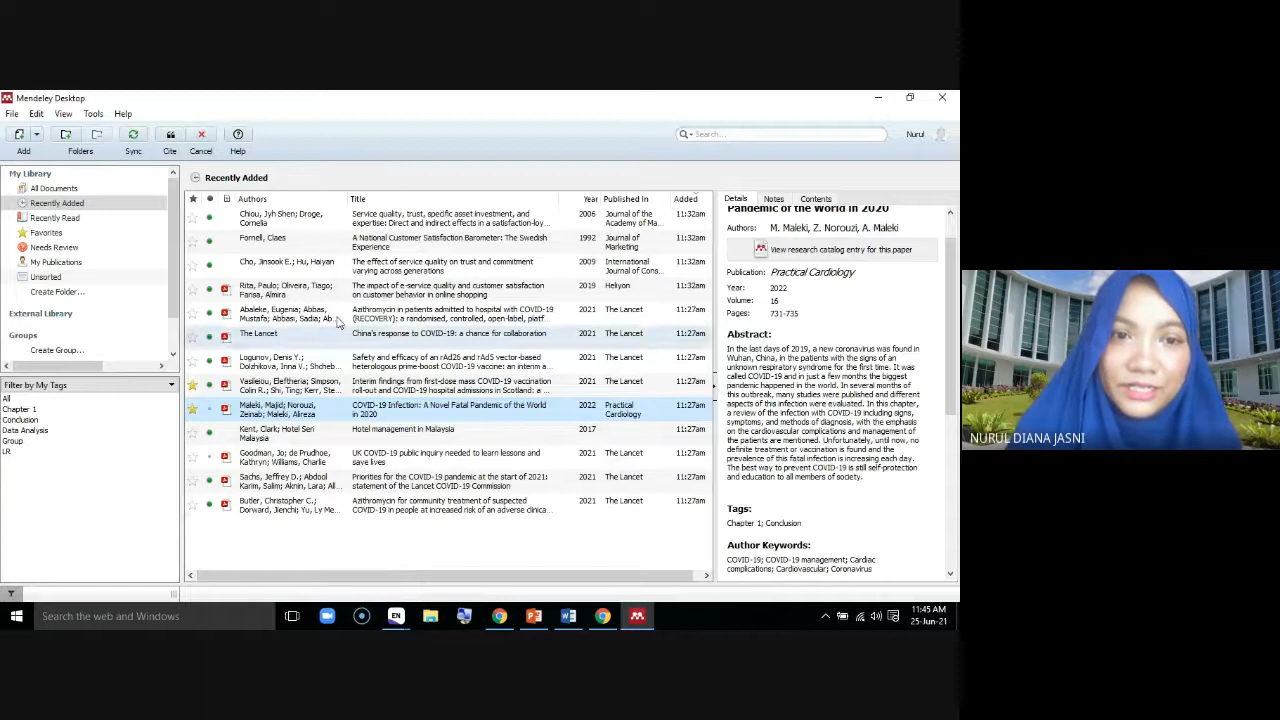 Mendeley Desktop
File Edit View Tools Help
Search...
Nurul
Add Folders Sync Cite Cancel Help
My Library
All Documents
Recently Added
Recently Read
Favorites
Needs Review
My Publications
Unsorted
Create Folder...
External Library
Groups
Create Group...
Filter by My Tags
All
Chapter 1
Conclusion
Data Analysis
Group
LR
Recently Added
Authors Title Year Published In Added
Chiou, Jyh Shen; Droge, Service quality, trust, specific asset investment, and 2006 Journal of the 11:32am
Cornelia expertise: Direct and indirect effects in a satisfaction-loy... Academy of Ma...
Fornell, Claes A National Customer Satisfaction Barometer: The Swedish 1992 Journal of 11:32am
Experience Marketing
Cho, Jinsook E.; Hu, Haiyan The effect of service quality on trust and commitment 2009 International 11:32am
varying across generations Journal of Cons...
Rita, Paulo; Oliveira, Tiago; The impact of e-service quality and customer satisfaction 2019 Heliyon 11:32am
Farisa, Almira on customer behavior in online shopping
Abaleke, Eugenia; Abbas, Azithromycin in patients admitted to hospital with COVID-19 2021 The Lancet 11:27am
Mustafa; Abbasi, Sadia; Ab... (RECOVERY): a randomised, controlled, open-label, platf...
The Lancet China's response to COVID-19: a chance for collaboration 2021 The Lancet 11:27am
Logunov, Denis Y.; Safety and efficacy of an rAd26 and rAd5 vector-based 2021 The Lancet 11:27am
Dolzhikova, Inna V.; Shcheb... heterologous prime-boost COVID-19 vaccine: an interim a...
Vasileiou, Eleftheria; Simpson, Interim findings from first-dose mass COVID-19 vaccination 2021 The Lancet 11:27am
Colin R.; Shi, Ting; Kerr, Ste... roll-out and COVID-19 hospital admissions in Scotland: a ...
Maleki, Majid; Norouzi, COVID-19 Infection: A Novel Fatal Pandemic of the World 2022 Practical 11:27am
Zeinab; Maleki, Alireza in 2020 Cardiology
Kent, Clark; Hotel Seri Hotel management in Malaysia 2017 11:27am
Malaysia
Goodman, Jo; de Prudhoe, UK COVID-19 public inquiry needed to learn lessons and 2021 The Lancet 11:27am
Kathryn; Williams, Charlie save lives
Sachs, Jeffrey D.; Abdool Priorities for the COVID-19 pandemic at the start of 2021: 2021 The Lancet 11:27am
Karim, Salim; Aknin, Lara; All... statement of the Lancet COVID-19 Commission
Butler, Christopher C.; Azithromycin for community treatment of suspected 2021 The Lancet 11:27am
Dorward, Jienchi; Yu, Ly Me... COVID-19 in people at increased risk of an adverse clinica...
Details Notes Contents
Pandemic of the World in 2020
Authors: M. Maleki, Z. Norouzi, A. Maleki
View research catalog entry for this paper
Publication: Practical Cardiology
Year: 2022
Volume: 16
Pages: 731-735
Abstract:
In the last days of 2019, a new coronavirus was found in
Wuhan, China, in the patients with the signs of an
unknown respiratory syndrome for the first time. It was
called COVID-19 and in just a few months the biggest
pandemic happened in the world. In several months of
this outbreak, many studies were published and different
aspects of this infection were evaluated. In this chapter,
a review of the infection with COVID-19 including signs,
symptoms, and methods of diagnosis, with the emphasis
on the cardiovascular complications and management of
the patients are mentioned. Unfortunately, until now, no
definite treatment or vaccination is found and the
prevalence of this fatal infection is increasing each day.
The best way to prevent COVID-19 is still self-protection
and education to all members of society.
Tags:
Chapter 1; Conclusion
Author Keywords:
COVID-19; COVID-19 management; Cardiac
complications; Cardiovascular; Coronavirus
NURUL DIANA JASNI
Search the web and Windows
EN
11:45 AM
25-Jun-21